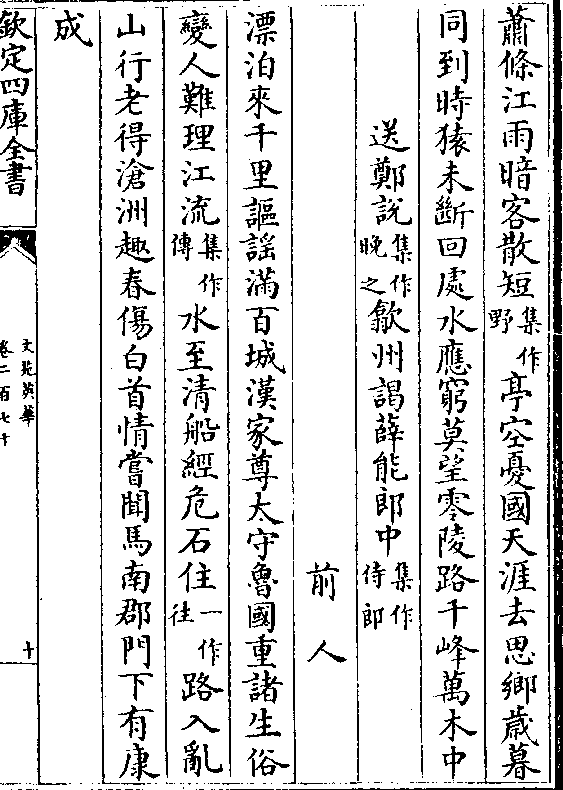 蕭條江雨暗客散短集作野亭空憂國天涯去思鄉歳暮
同到時猿未斷回處水應窮莫望零陵路千峰萬木中
送鄭説集作晚之歙州謁薛能郎中集作侍郎
前人
漂泊來千里謳謡滿百城漢家尊太守魯國重諸生俗
變人難理江流集作傳水至清船經危石住一作往路入亂
山行老得滄洲趣春傷白首情嘗聞馬南郡門下有康
成
欽定四庫全書
文苑英華
卷二百七十
十